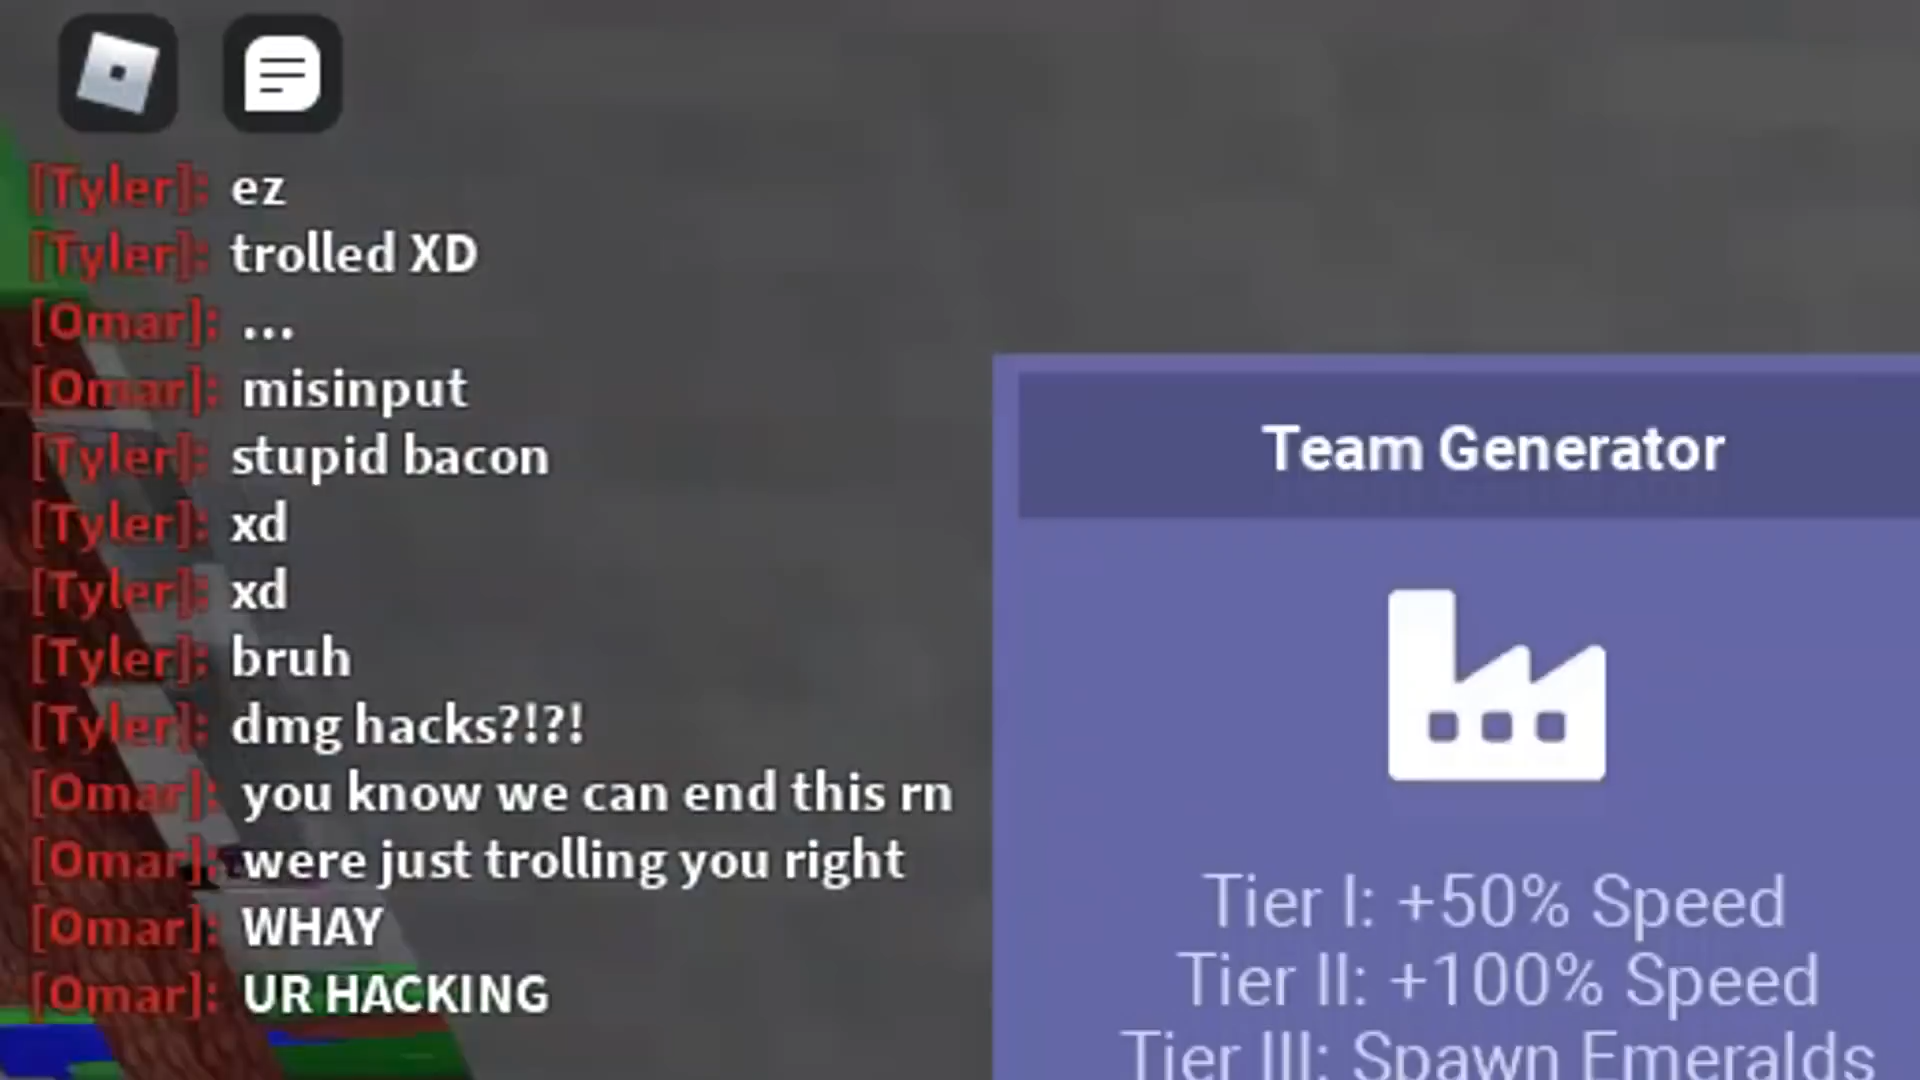 [Tyler]: ez
[Tyler]: trolled XD
[Omar]: ...
[Omar]: misinput
[Tyler]: stupid bacon
[Tyler]: xd
[Tyler]: xd
[Tyler]: bruh
[Tyler]: dmg hacks?!?!
[Omar]: you know we can end this rn
[Omar]: were just trolling you right
[Omar]: WHAY
[Omar]: UR HACKING
Team Generator
Tier I: +50% Speed
Tier II: +100% Speed
Tier III: Spawn Emeralds